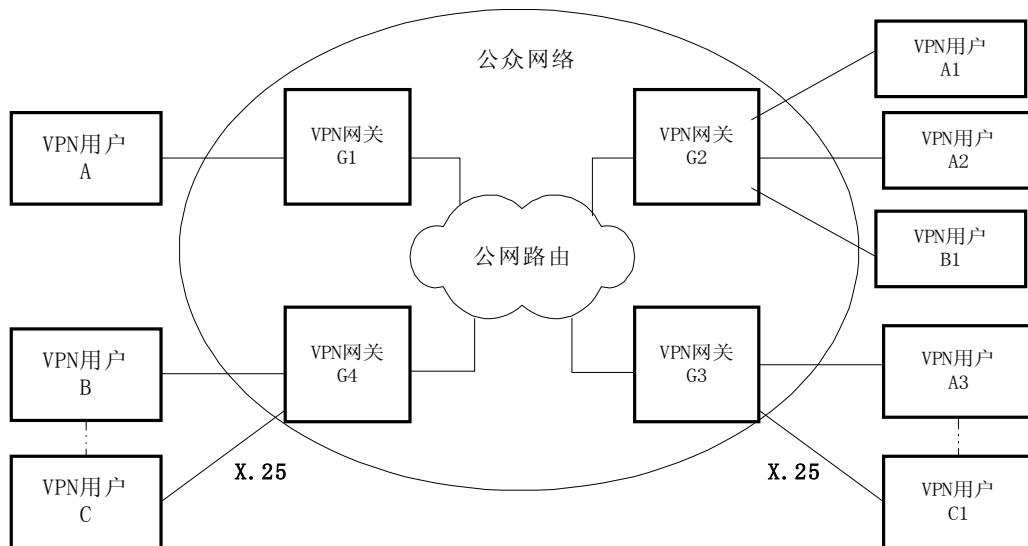 公众网络
VPN用户
A1
VPN用户
A
VPN网关
G1
VPN网关
G2
VPN用户
A2
VPN用户
B1
公网路由
VPN用户
B
VPN网关
G4
VPN网关
G3
VPN用户
A3
X.25
X.25
VPN用户
C
VPN用户
C1